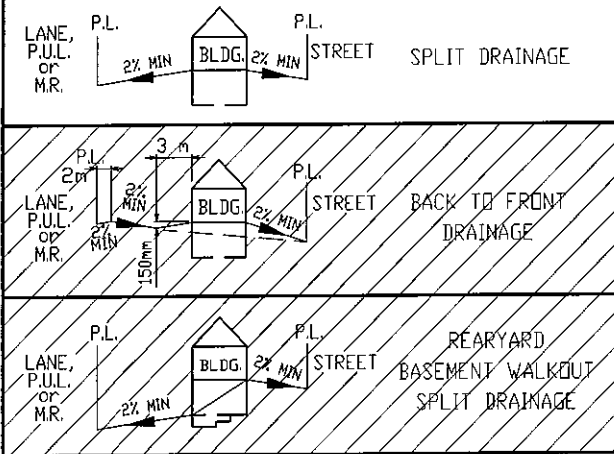 P.L.
P.L.
LANE,
P.U.L.
or
M.R.
2% MIN
BLDG.
2% MIN
STREET
SPLIT DRAINAGE
3 m
P.L.
2m
P.L.
LANE,
P.U.L.
or
M.R.
2%
MIN
2%
MIN
150mm
BLDG.
2% MIN
STREET
BACK TO FRONT
DRAINAGE
P.L.
P.L.
LANE,
P.U.L.
or
M.R.
2% MIN
BLDG.
2% MIN
STREET
REARYARD
BASEMENT WALKOUT
SPLIT DRAINAGE